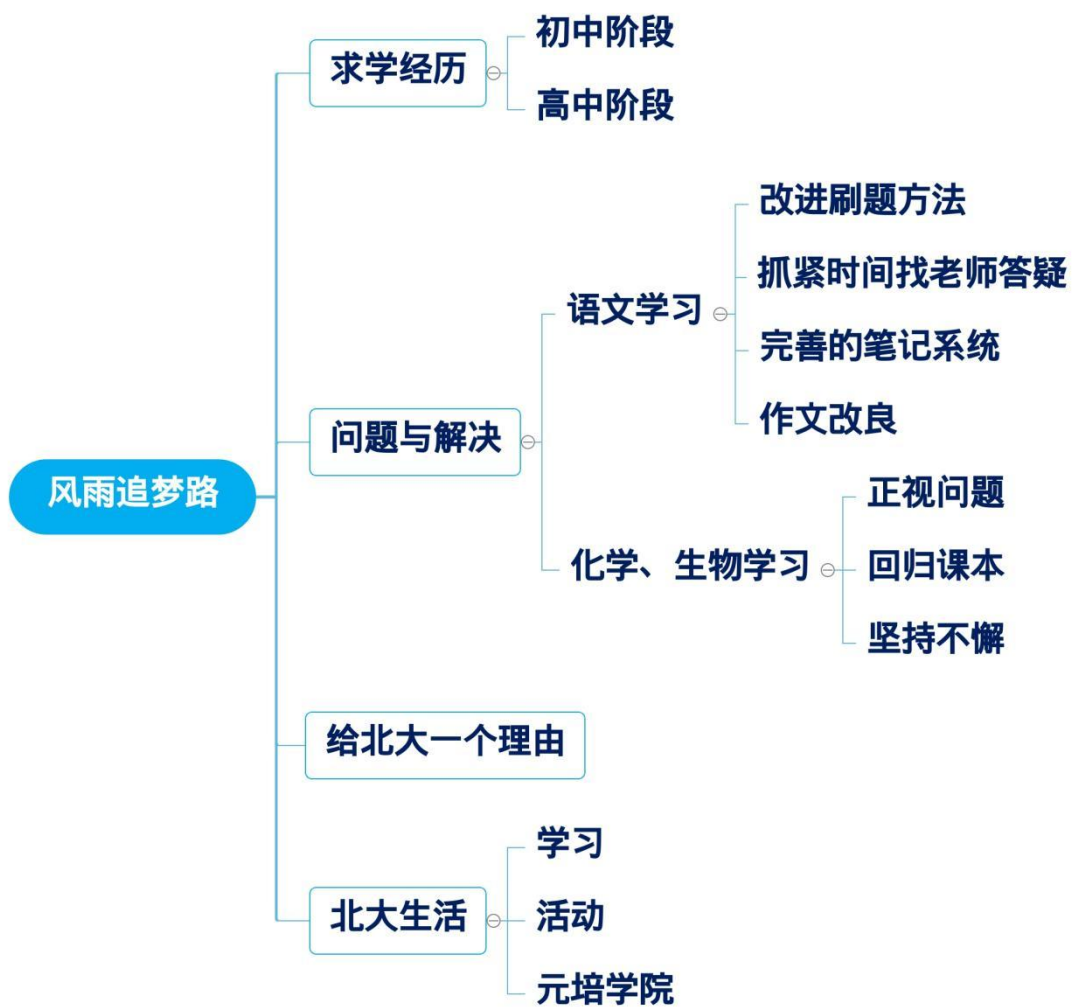 求学经历
初中阶段
高中阶段
风雨追梦路
问题与解决
语文学习
改进刷题方法
抓紧时间找老师答疑
完善的笔记系统
作文改良
化学、生物学习
正视问题
回归课本
坚持不懈
给北大一个理由
北大生活
学习
活动
元培学院